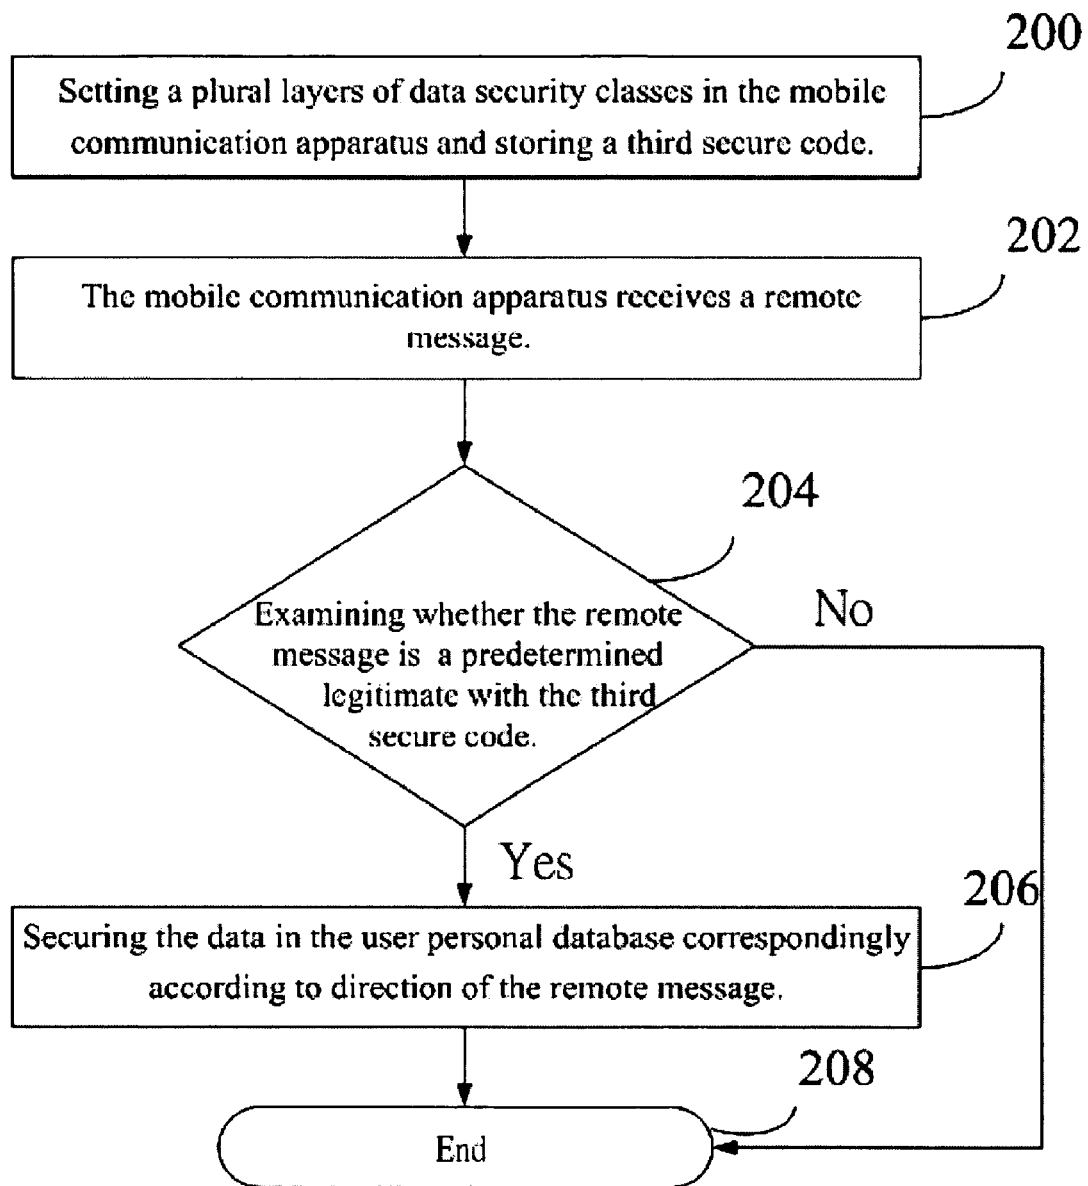 200
Setting a plural layers of data security classes in the mobile
communication apparatus and storing a third secure code.
202
The mobile communication apparatus receives a remote
message.
204
Examining whether the remote
message is a predetermined
legitimate with the third
secure code.
No
Yes
206
Securing the data in the user personal database correspondingly
according to direction of the remote message.
208
End